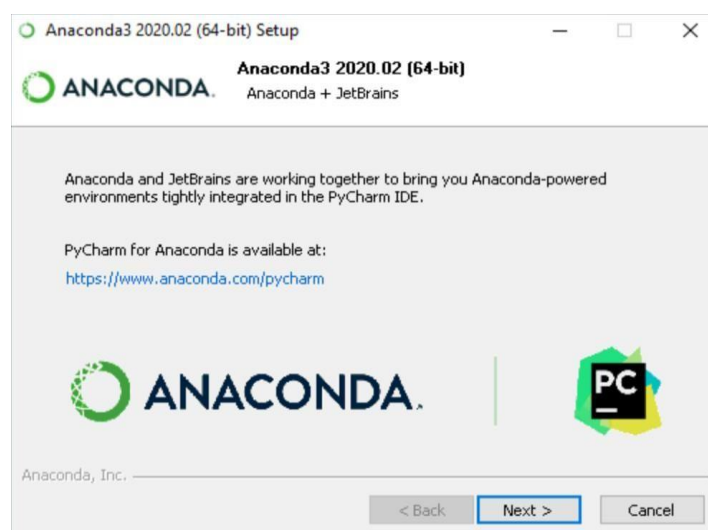 Anaconda3 2020.02 (64-bit) Setup
ANACONDA.
Anaconda3 2020.02 (64-bit)
Anaconda + JetBrains
Anaconda and JetBrains are working together to bring you Anaconda-powered
environments tightly integrated in the PyCharm IDE.
PyCharm for Anaconda is available at:
https://www.anaconda.com/pycharm
ANACONDA.
PC
Anaconda, Inc.
< Back Next > Cancel